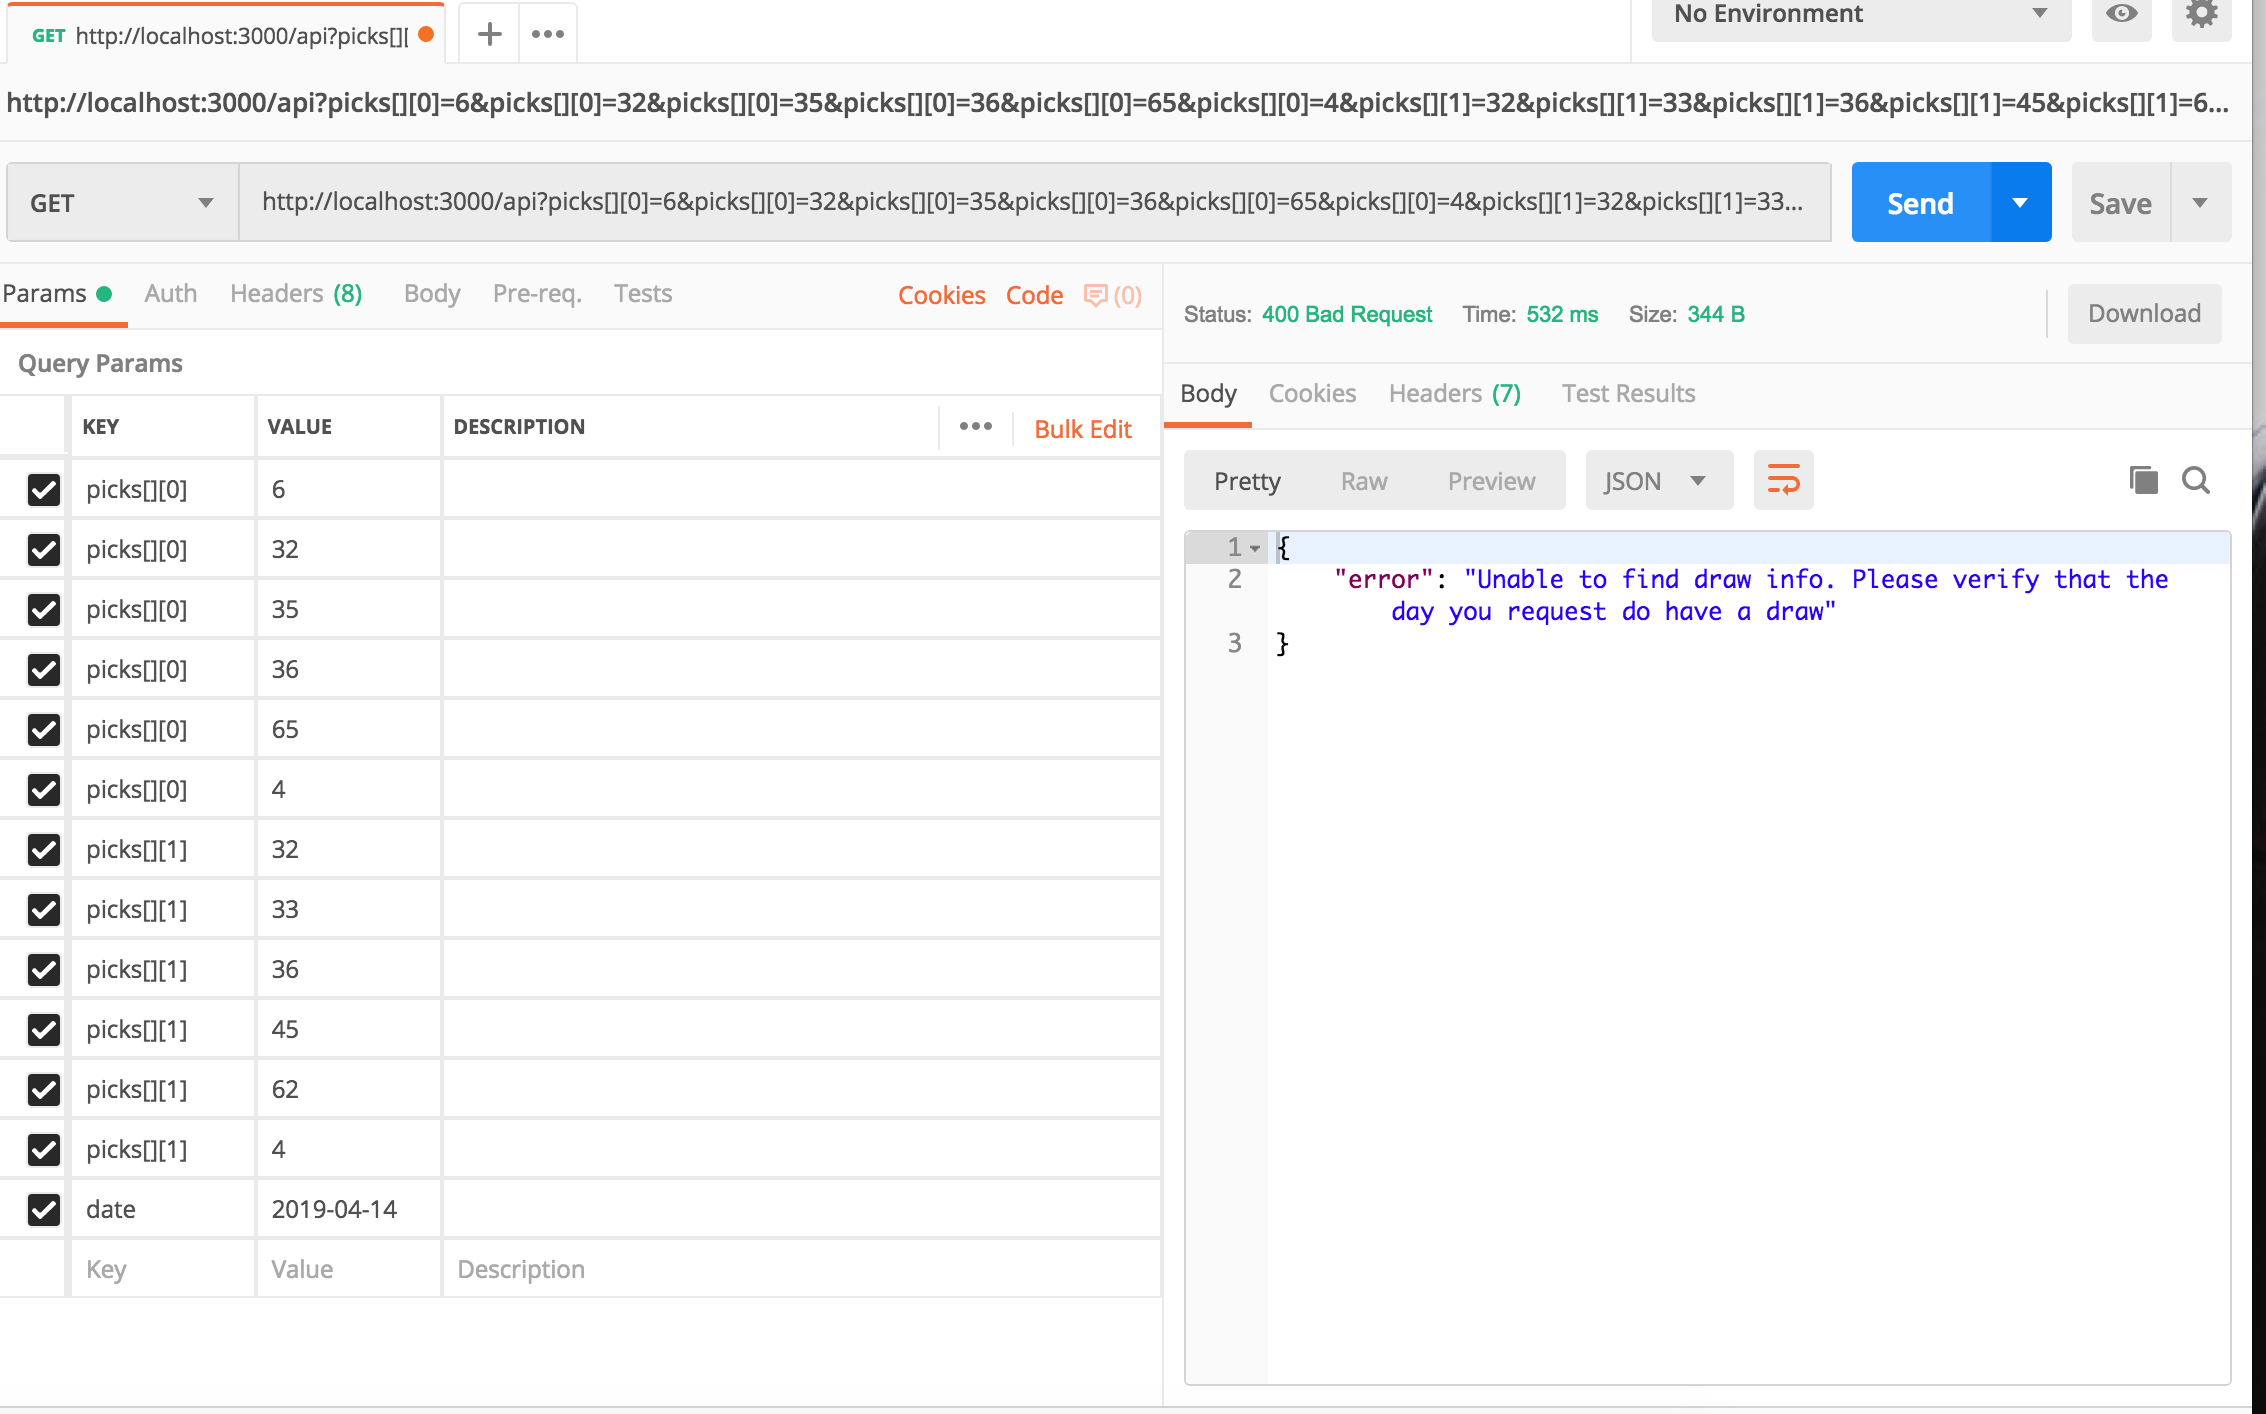 GET http://localhost:3000/api?picks[][
No Environment
http://localhost:3000/api?picks[][0]=6&picks[][0]=32&picks[][0]=35&picks[][0]=36&picks[][0]=65&picks[][0]=4&picks[][1]=32&picks[][1]=33&picks[][1]=36&picks[][1]=45&picks[][1]=6...
GET http://localhost:3000/api?picks[][0]=6&picks[][0]=32&picks[][0]=35&picks[][0]=36&picks[][0]=65&picks[][0]=4&picks[][1]=32&picks[][1]=33... Send Save
Params Auth Headers (8) Body Pre-req. Tests Cookies Code (0)
Query Params
KEY VALUE DESCRIPTION Bulk Edit
picks[][0] 6
picks[][0] 32
picks[][0] 35
picks[][0] 36
picks[][0] 65
picks[][0] 4
picks[][1] 32
picks[][1] 33
picks[][1] 36
picks[][1] 45
picks[][1] 62
picks[][1] 4
date 2019-04-14
Key Value Description
Status: 400 Bad Request Time: 532 ms Size: 344 B Download
Body Cookies Headers (7) Test Results
Pretty Raw Preview JSON
1 {
2 "error": "Unable to find draw info. Please verify that the
day you request do have a draw"
3 }